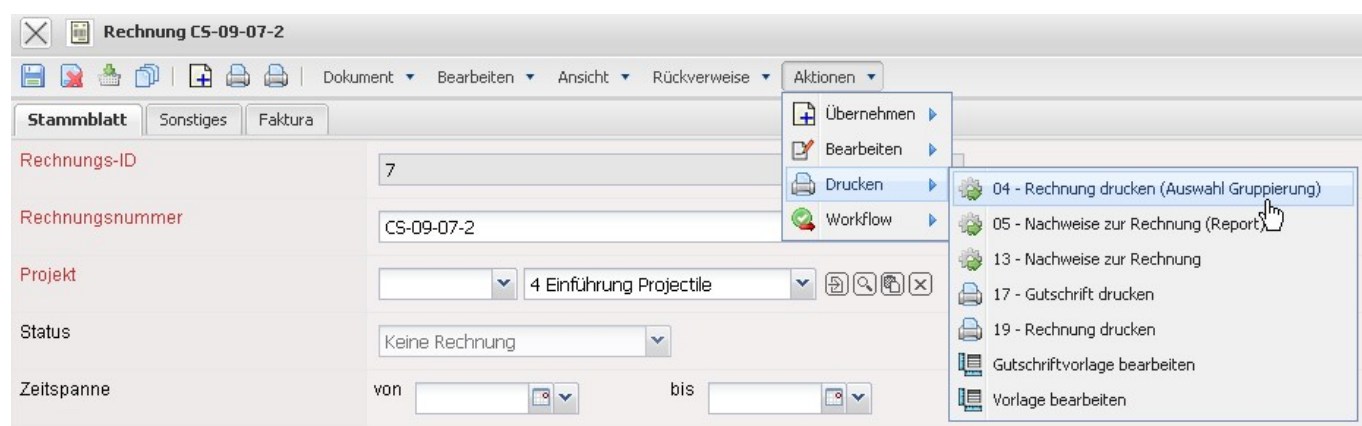 Rechnung CS-09-07-2
Dokument Bearbeiten Ansicht Rückverweise Aktionen
Stammblatt Sonstiges Faktura
Übernehmen
Bearbeiten
Drucken
Workflow
04 - Rechnung drucken (Auswahl Gruppierung)
05 - Nachweise zur Rechnung (Report)
13 - Nachweise zur Rechnung
17 - Gutschrift drucken
19 - Rechnung drucken
Gutschriftvorlage bearbeiten
Vorlage bearbeiten
Rechnungs-ID 7
Rechnungsnummer CS-09-07-2
Projekt 4 Einführung Projectile
Status Keine Rechnung
Zeitspanne von bis